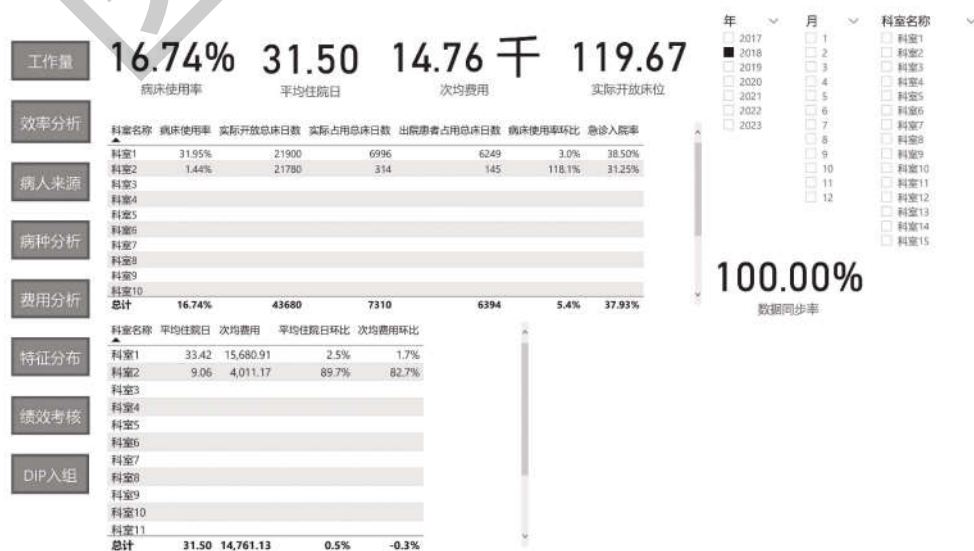 工作量
效率分析
病人来源
病种分析
费用分析
特征分布
绩效考核
DIP入组
16.74% 31.50 14.76 千 119.67
病床使用率 平均住院日 次均费用 实际开放床位
科室名称 病床使用率 实际开放总床日数 实际占用总床日数 出院患者占用总床日数 病床使用率环比 急诊入院率
科室1 31.95% 21900 6996 6249 3.0% 38.50%
科室2 1.44% 21780 314 145 118.1% 31.25%
科室3
科室4
科室5
科室6
科室7
科室8
科室9
科室10
总计 16.74% 43680 7310 6394 5.4% 37.93%
科室名称 平均住院日 次均费用 平均住院日环比 次均费用环比
科室1 33.42 15,680.91 2.5% 1.7%
科室2 9.06 4,011.17 89.7% 82.7%
科室3
科室4
科室5
科室6
科室7
科室8
科室9
科室10
科室11
总计 31.50 14,761.13 0.5% -0.3%
年 月 科室名称
2017 1 科室1
2018 2 科室2
2019 3 科室3
2020 4 科室4
2021 5 科室5
2022 6 科室6
2023 7 科室7
8 科室8
9 科室9
10 科室10
11 科室11
12 科室12
科室13
科室14
科室15
100.00%
数据同步率